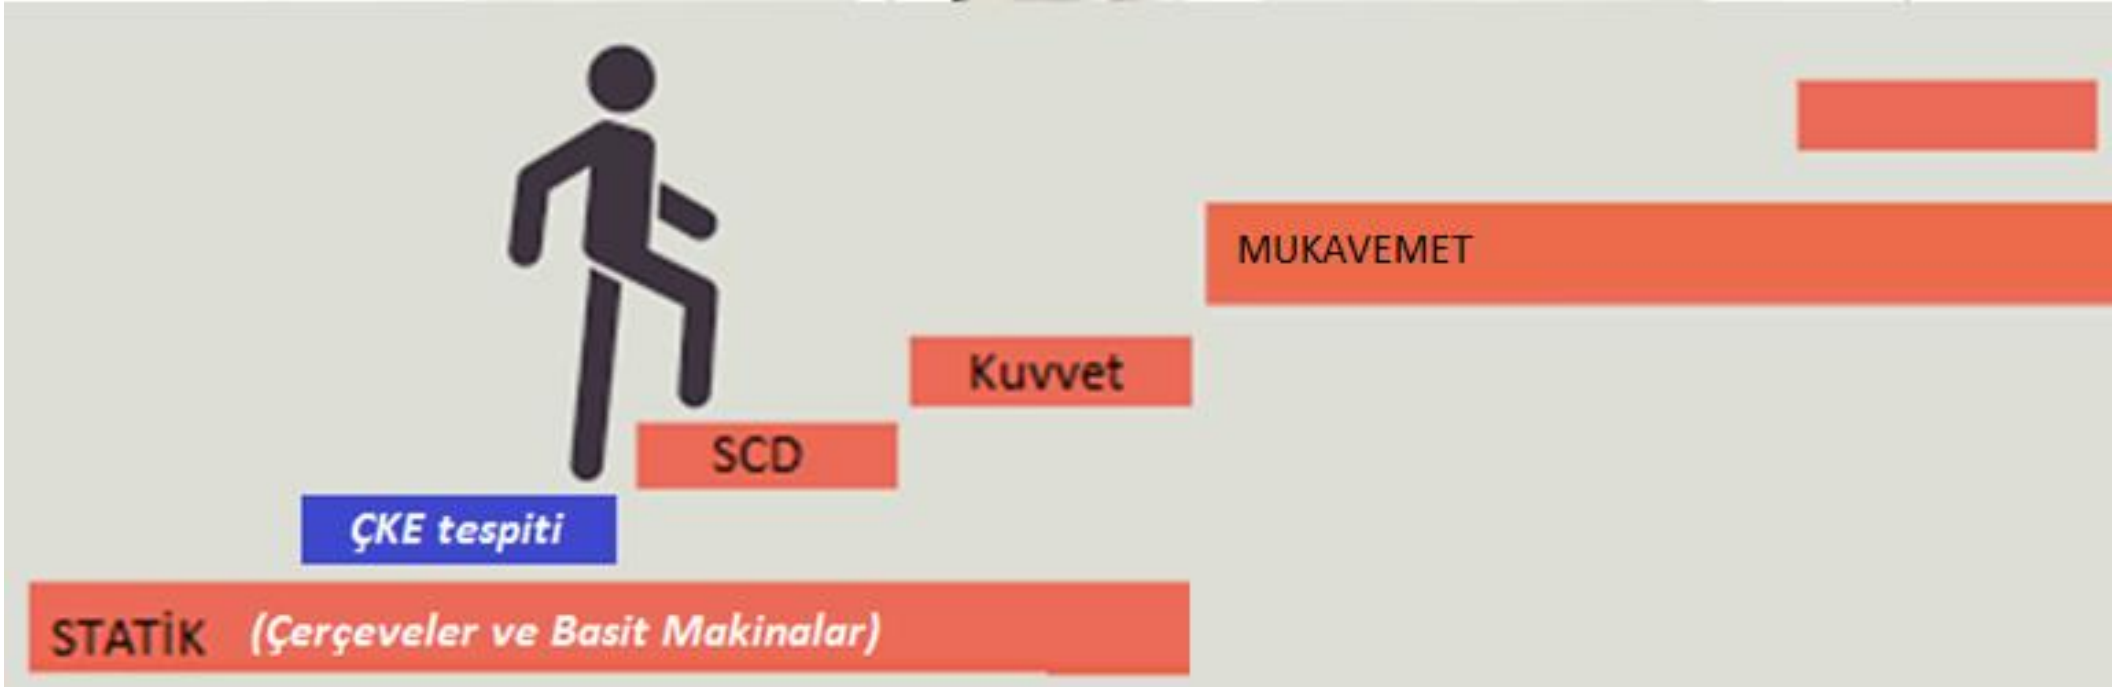 MUKAVEMET
Kuvvet
SCD
ÇKE tespiti
STATİK (Çerçeveler ve Basit Makinalar)